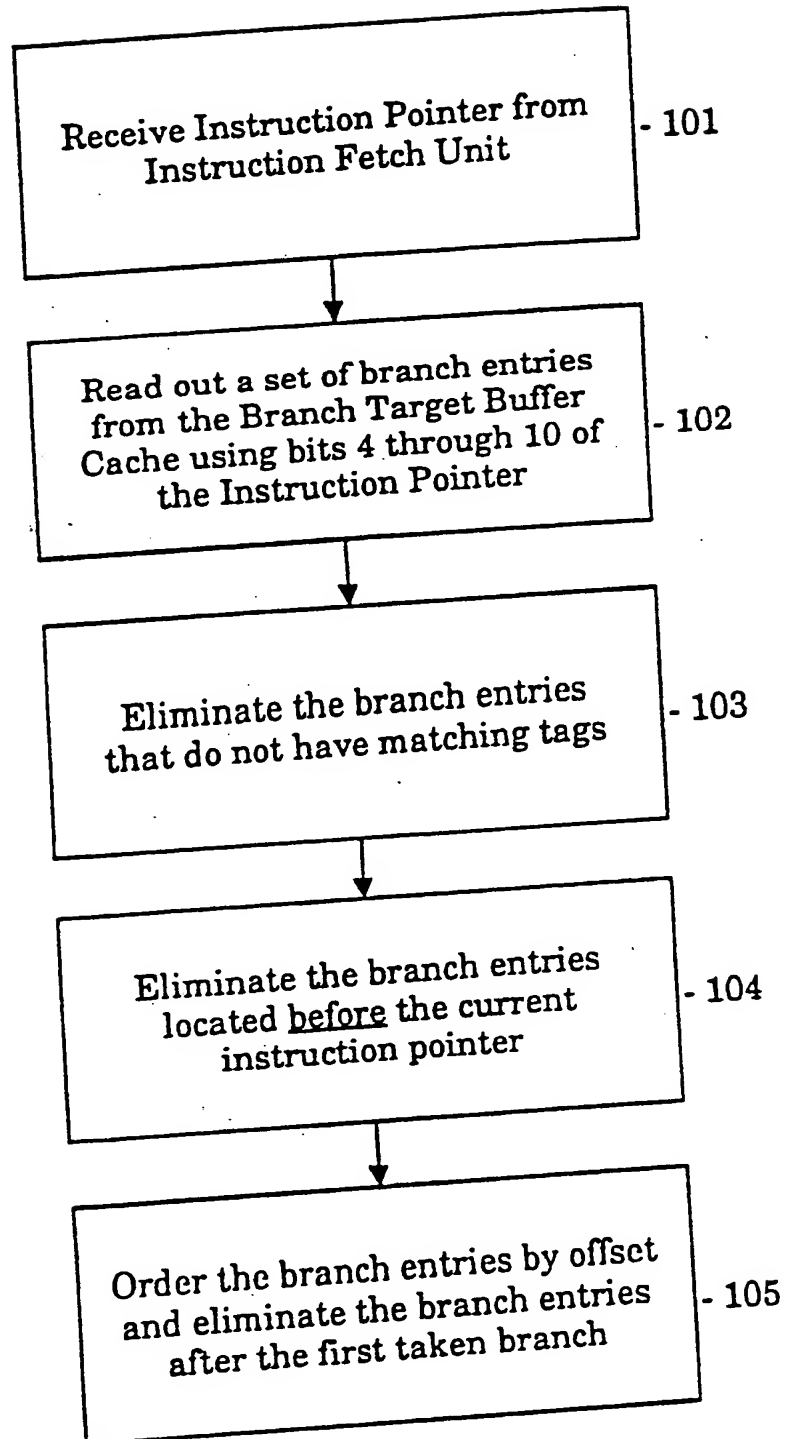 Receive Instruction Pointer from
Instruction Fetch Unit
- 101
Read out a set of branch entries
from the Branch Target Buffer
Cache using bits 4 through 10 of
the Instruction Pointer
- 102
Eliminate the branch entries
that do not have matching tags
- 103
Eliminate the branch entries
located before the current
instruction pointer
- 104
Order the branch entries by offset
and eliminate the branch entries
after the first taken branch
- 105